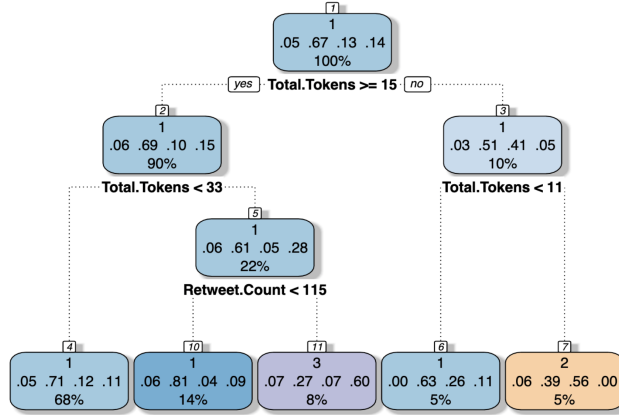 1
1
.05 .67 .13 .14
100%
yes Total.Tokens >= 15 no
2
1
.06 .69 .10 .15
90%
3
1
.03 .51 .41 .05
10%
Total.Tokens < 33
Total.Tokens < 11
5
1
.06 .61 .05 .28
22%
Retweet.Count < 115
4
1
.05 .71 .12 .11
68%
10
1
.06 .81 .04 .09
14%
11
3
.07 .27 .07 .60
8%
6
1
.00 .63 .26 .11
5%
7
2
.06 .39 .56 .00
5%